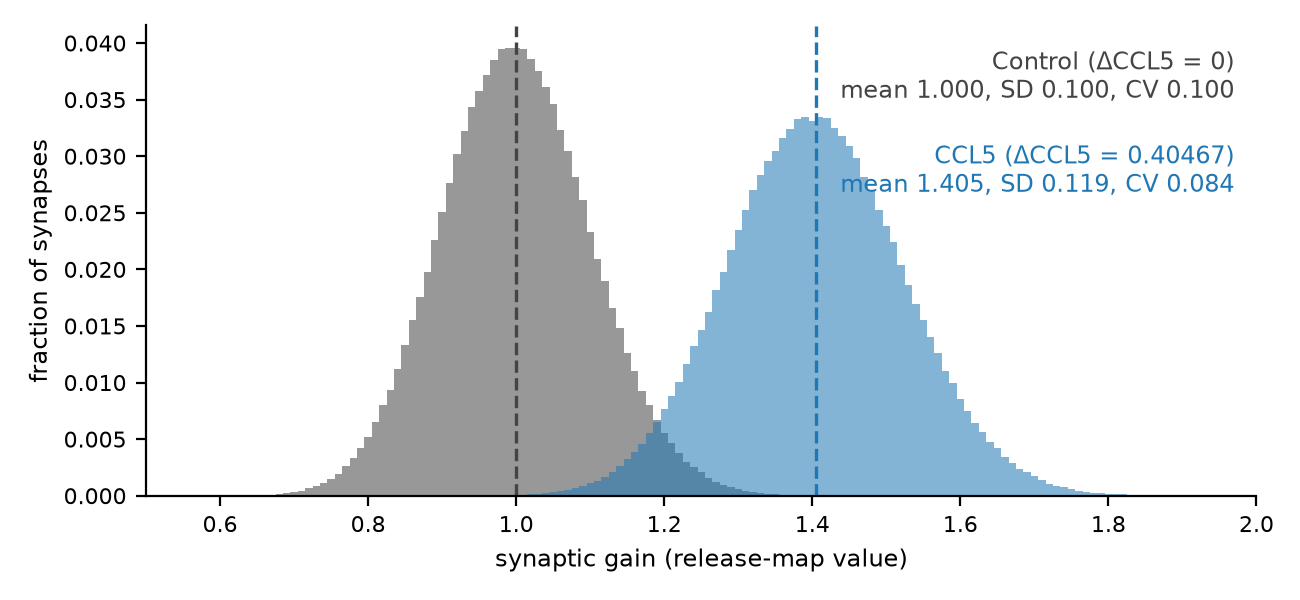 Control (ΔCCL5 = 0)
mean 1.000, SD 0.100, CV 0.100
CCL5 (ΔCCL5 = 0.40467)
mean 1.405, SD 0.119, CV 0.084
fraction of synapses
0.040
0.035
0.030
0.025
0.020
0.015
0.010
0.005
0.000
0.6 0.8 1.0 1.2 1.4 1.6 1.8 2.0
synaptic gain (release-map value)